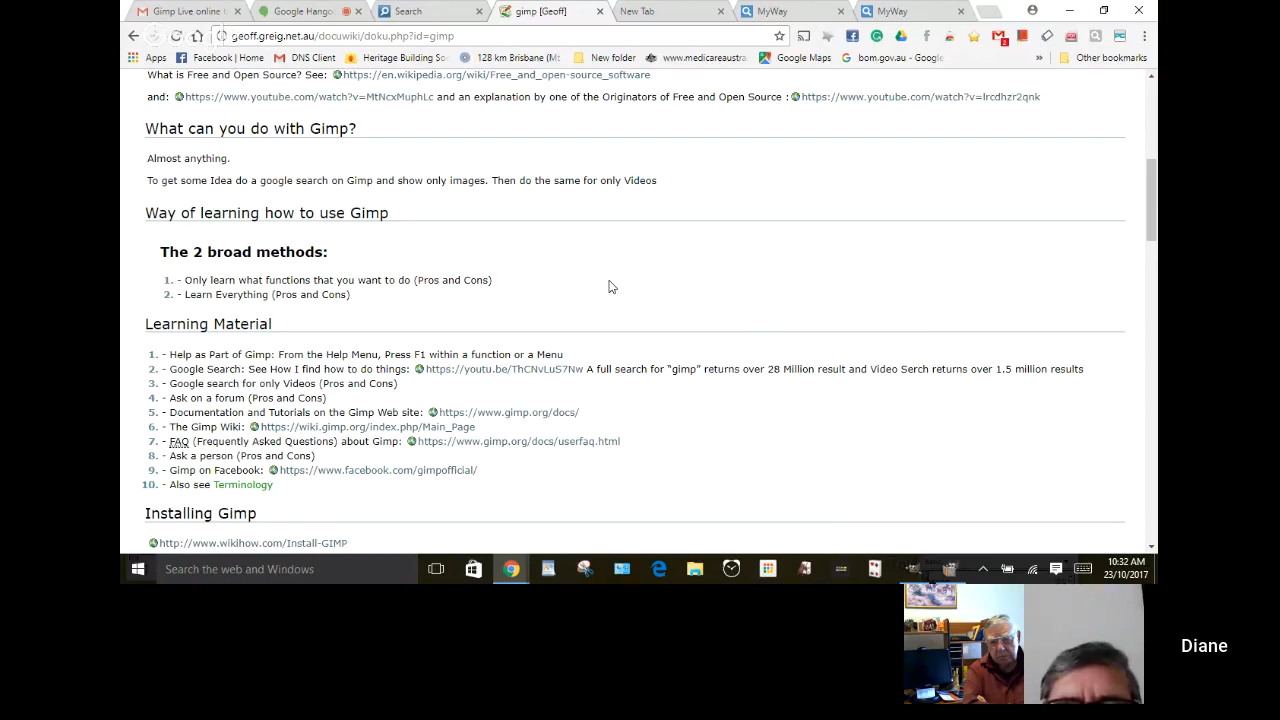 Gimp Live online l
Google Hango
Search
gimp [Geoff]
New Tab
MyWay
MyWay
geoff.greig.net.au/docuwiki/doku.php?id=gimp
Apps
Facebook | Home
DNS Client
Heritage Building So
128 km Brisbane (Mt
New folder
www.medicareaust
Google Maps
bom.gov.au - Google
»
Other bookmarks
What is Free and Open Source? See: https://en.wikipedia.org/wiki/Free_and_open-source_software
and: https://www.youtube.com/watch?v=MtNcxMuphLc and an explanation by one of the Originators of Free and Open Source : https://www.youtube.com/watch?v=lrcdhzr2qnk
What can you do with Gimp?
Almost anything.
To get some Idea do a google search on Gimp and show only images. Then do the same for only Videos
Way of learning how to use Gimp
The 2 broad methods:
1. - Only learn what functions that you want to do (Pros and Cons)
2. - Learn Everything (Pros and Cons)
Learning Material
1. - Help as Part of Gimp: From the Help Menu, Press F1 within a function or a Menu
2. - Google Search: See How I find how to do things: https://youtu.be/ThCNvLuS7Nw A full search for “gimp” returns over 28 Million result and Video Serch returns over 1.5 million results
3. - Google search for only Videos (Pros and Cons)
4. - Ask on a forum (Pros and Cons)
5. - Documentation and Tutorials on the Gimp Web site: https://www.gimp.org/docs/
6. - The Gimp Wiki: https://wiki.gimp.org/index.php/Main_Page
7. - FAQ (Frequently Asked Questions) about Gimp: https://www.gimp.org/docs/userfaq.html
8. - Ask a person (Pros and Cons)
9. - Gimp on Facebook: https://www.facebook.com/gimpofficial/
10. - Also see Terminology
Installing Gimp
http://www.wikihow.com/Install-GIMP
Search the web and Windows
10:32 AM
23/10/2017
Diane